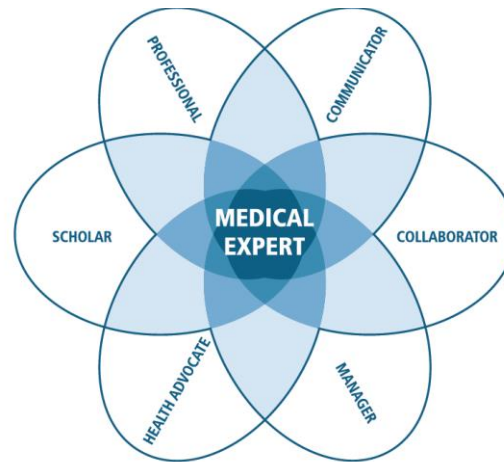 PROFESSIONAL
COMMUNICATOR
SCHOLAR
MEDICAL
EXPERT
COLLABORATOR
HEALTH ADVOCATE
MANAGER